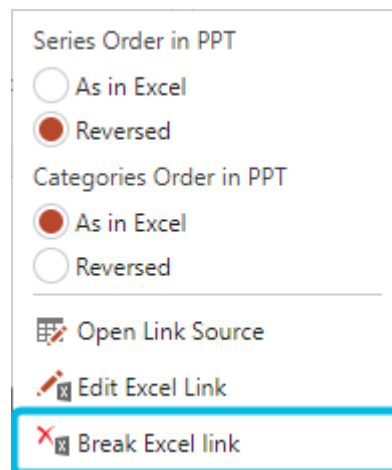 Series Order in PPT
As in Excel
Reversed
Categories Order in PPT
As in Excel
Reversed
Open Link Source
Edit Excel Link
Break Excel link